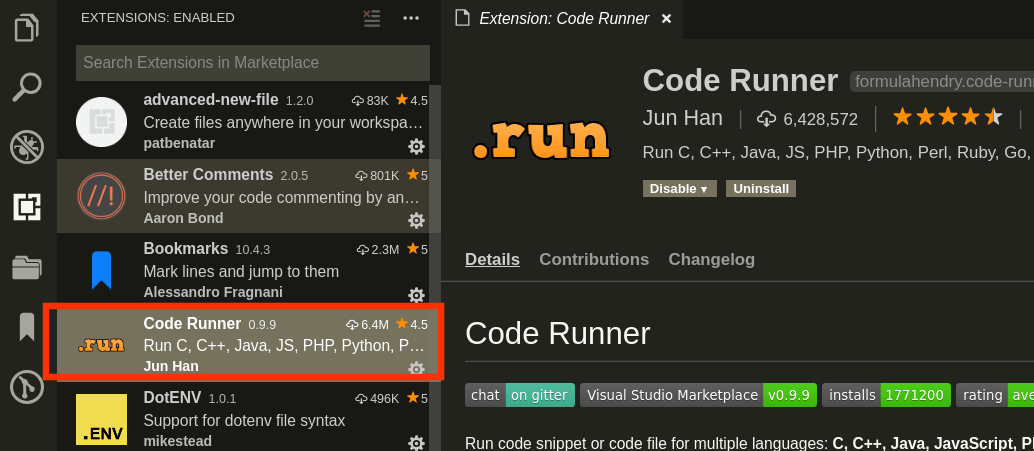 EXTENSIONS: ENABLED
Search Extensions in Marketplace
advanced-new-file 1.2.0 83K 4.5
Create files anywhere in your workspa…
patbenatar
//!
Better Comments 2.0.5 801K 5
Improve your code commenting by an…
Aaron Bond
Bookmarks 10.4.3 2.3M 5
Mark lines and jump to them
Alessandro Fragnani
.run
Code Runner 0.9.9 6.4M 4.5
Run C, C++, Java, JS, PHP, Python, P…
Jun Han
.ENV
DotENV 1.0.1 496K 5
Support for dotenv file syntax
mikestead
Extension: Code Runner ×
.run
Code Runner formulahendry.code-run
Jun Han 6,428,572
Run C, C++, Java, JS, PHP, Python, Perl, Ruby, Go,
Disable ▾ Uninstall
Details Contributions Changelog
Code Runner
chat on gitter Visual Studio Marketplace v0.9.9 installs 1771200 rating ave
Run code snippet or code file for multiple languages: C, C++, Java, JavaScript, P